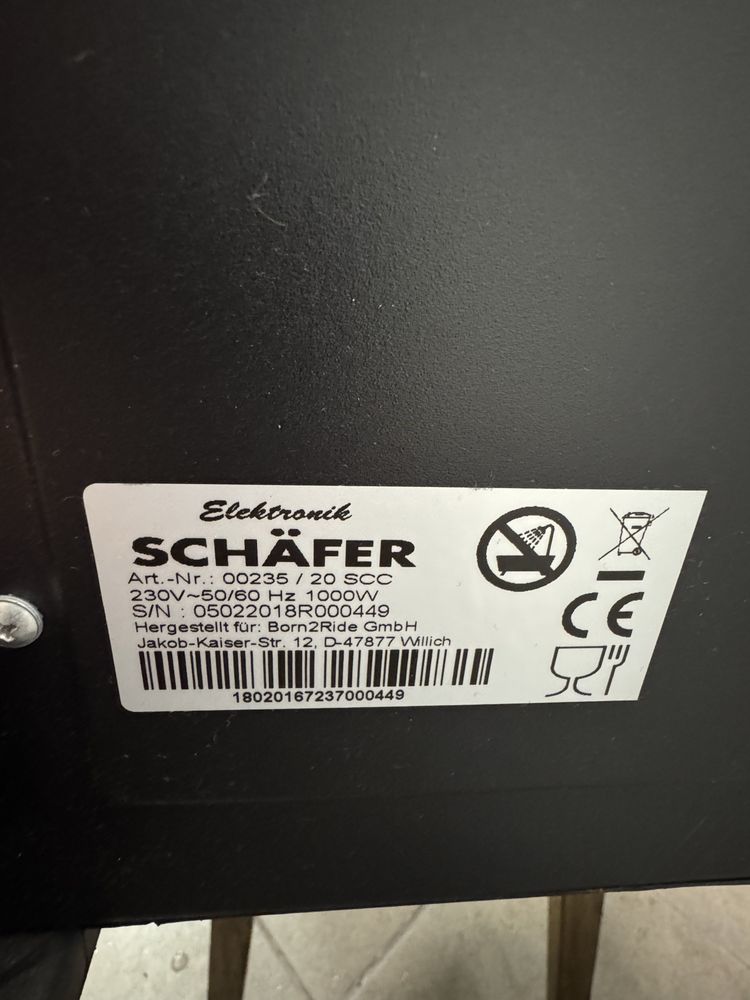 Elektronik
SCHÄFER
Art.-Nr.: 00235 / 20 SCC
230V~50/60 Hz 1000W
S/N : 05022018R000449
Hergestellt für: Born2Ride GmbH
Jakob-Kaiser-Str. 12, D-47877 Willich
18020167237000449
CE